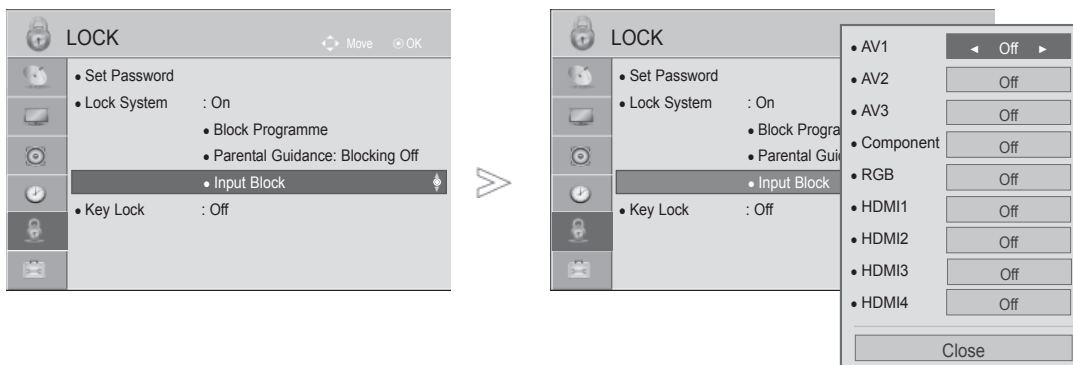 LOCK
Move OK
• Set Password
• Lock System : On
• Block Programme
• Parental Guidance: Blocking Off
• Input Block
• Key Lock : Off
LOCK
• Set Password
• Lock System : On
• Block Progra
• Parental Gui
• Input Block
• Key Lock : Off
• AV1 ◄ Off ►
• AV2 Off
• AV3 Off
• Component Off
• RGB Off
• HDMI1 Off
• HDMI2 Off
• HDMI3 Off
• HDMI4 Off
Close